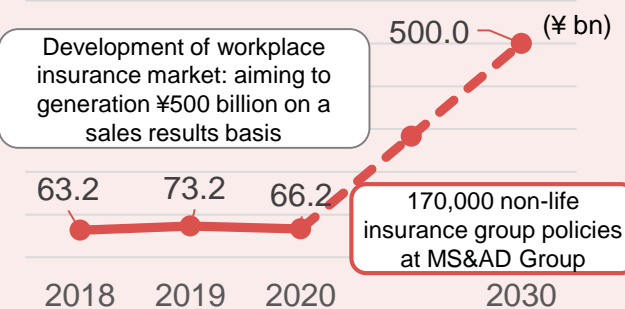 500.0
(¥ bn)
Development of workplace
insurance market: aiming to
generation ¥500 billion on a
sales results basis
63.2
73.2
66.2
170,000 non-life
insurance group policies
at MS&AD Group
2018
2019
2020
2030